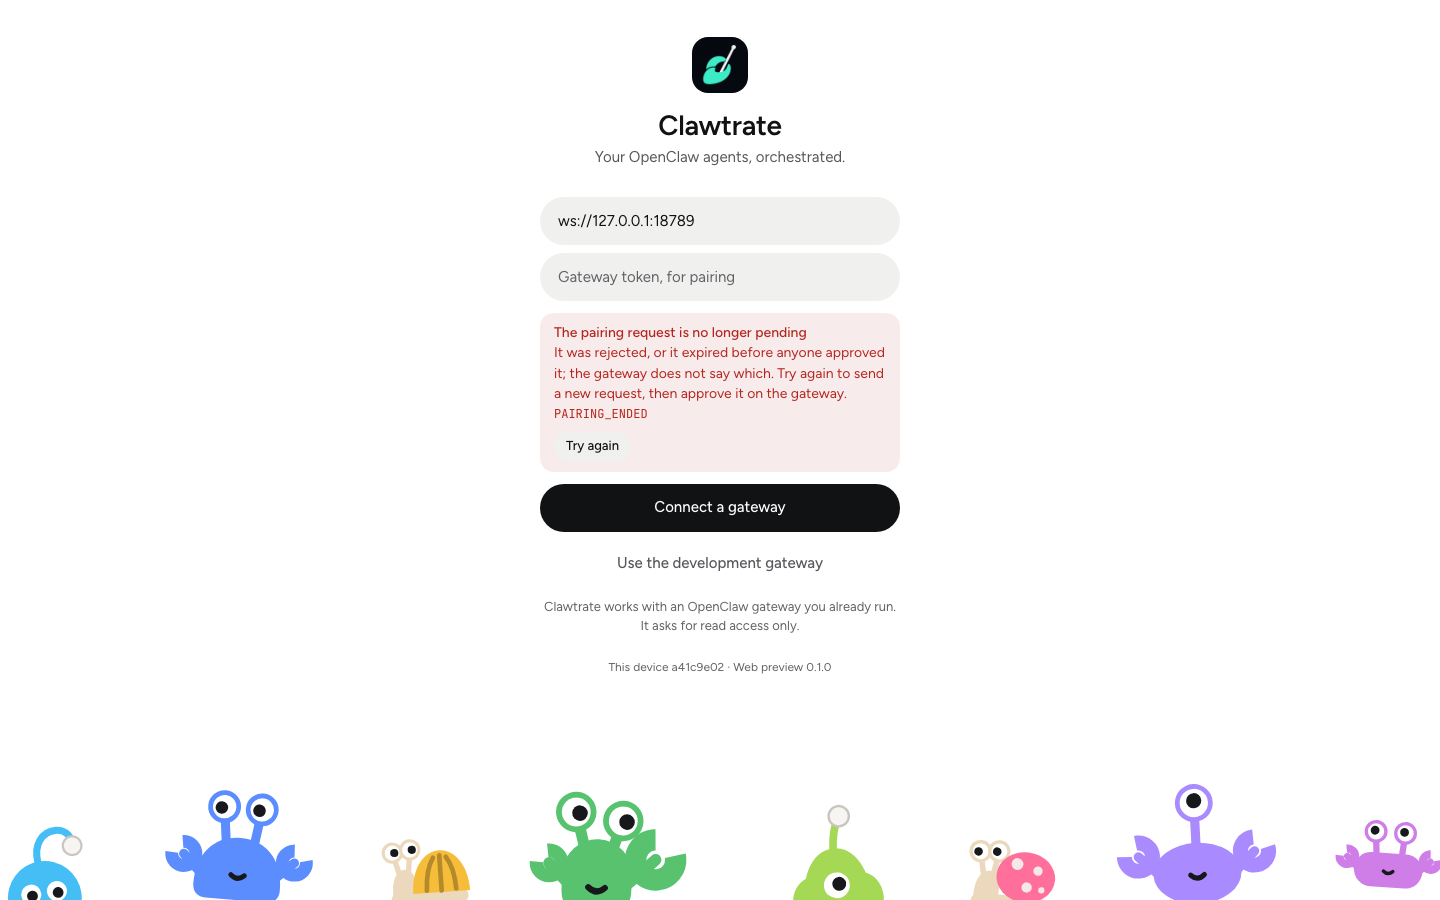 Clawtrate
Your OpenClaw agents, orchestrated.
ws://127.0.0.1:18789
Gateway token, for pairing
The pairing request is no longer pending
It was rejected, or it expired before anyone approved
it; the gateway does not say which. Try again to send
a new request, then approve it on the gateway.
PAIRING_ENDED
Try again
Connect a gateway
Use the development gateway
Clawtrate works with an OpenClaw gateway you already run.
It asks for read access only.
This device a41c9e02 · Web preview 0.1.0